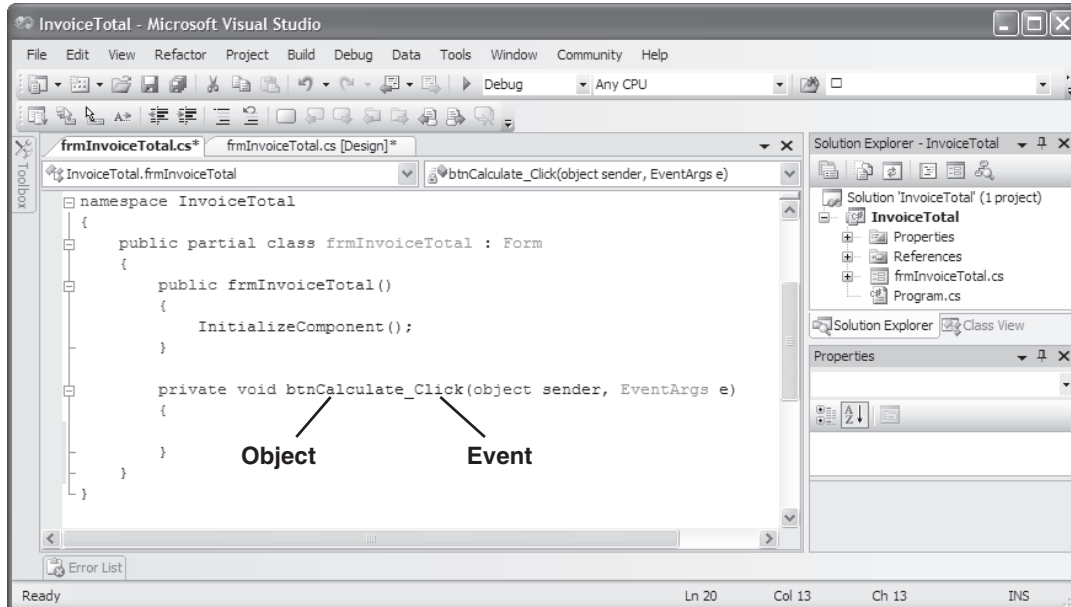 InvoiceTotal - Microsoft Visual Studio
File Edit View Refactor Project Build Debug Data Tools Window Community Help
Debug Any CPU
frmInvoiceTotal.cs* frmInvoiceTotal.cs [Design]*
Toolbox
InvoiceTotal.frmInvoiceTotal btnCalculate_Click(object sender, EventArgs e)
namespace InvoiceTotal
{
public partial class frmInvoiceTotal : Form
{
public frmInvoiceTotal()
{
InitializeComponent();
}
private void btnCalculate_Click(object sender, EventArgs e)
{
Object Event
}
}
}
Error List
Solution Explorer - InvoiceTotal
Solution 'InvoiceTotal' (1 project)
InvoiceTotal
Properties
References
frmInvoiceTotal.cs
Program.cs
Solution Explorer Class View
Properties
Ready Ln 20 Col 13 Ch 13 INS